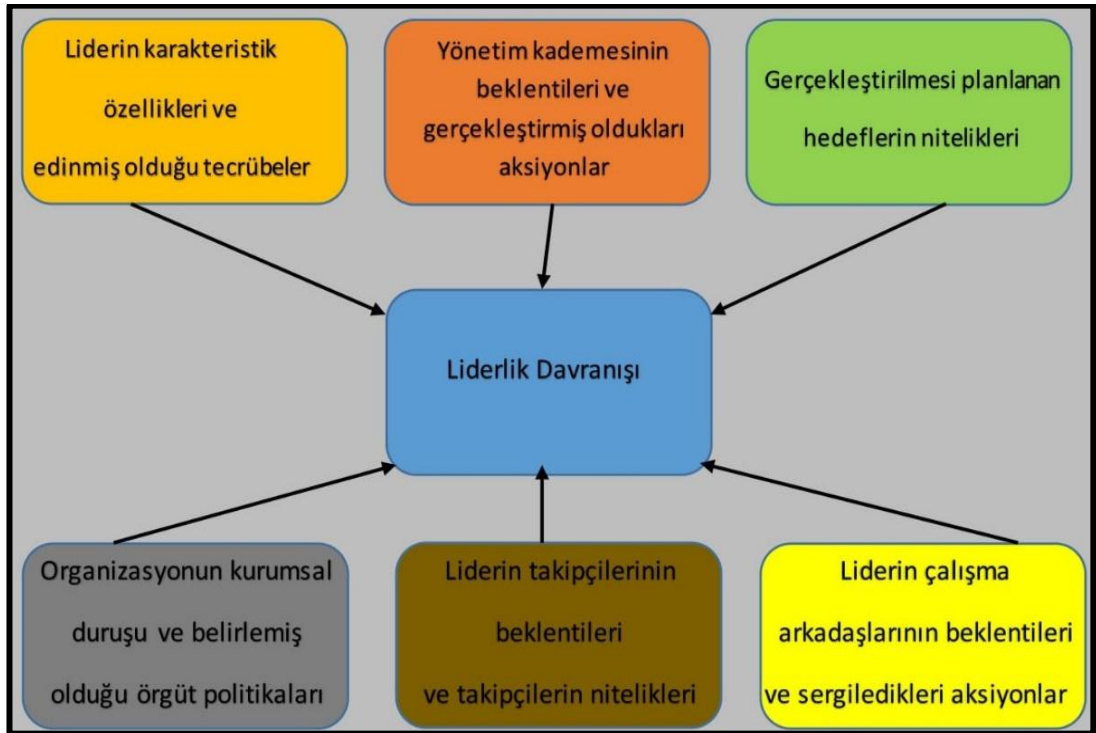 Liderin karakteristik
özellikleri ve
edinmiş olduğu tecrübeler
Yönetim kademesinin
beklentileri ve
gerçekleştirmiş oldukları
aksiyonlar
Gerçekleştirilmesi planlanan
hedeflerin nitelikleri
Liderlik Davranışı
Organizasyonun kurumsal
duruşu ve belirlemiş
olduğu örgüt politikaları
Liderin takipçilerinin
beklentileri
ve takipçilerin nitelikleri
Liderin çalışma
arkadaşlarının beklentileri
ve sergiledikleri aksiyonlar